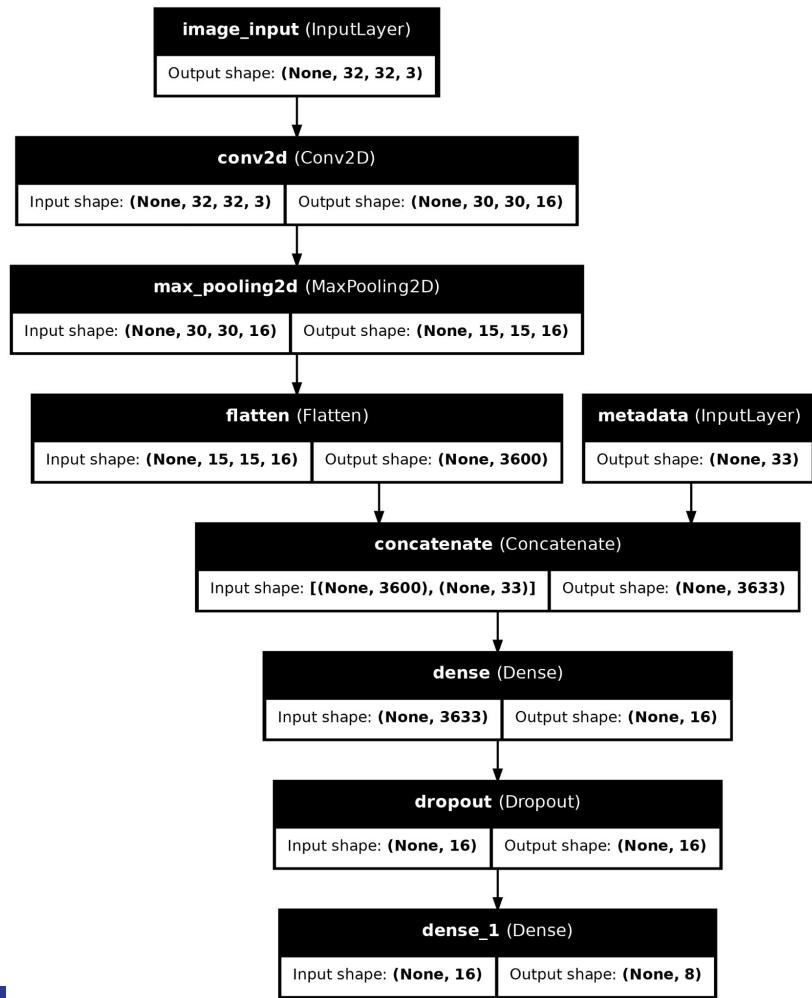 image_input (InputLayer)
Output shape: (None, 32, 32, 3)
conv2d (Conv2D)
Input shape: (None, 32, 32, 3) Output shape: (None, 30, 30, 16)
max_pooling2d (MaxPooling2D)
Input shape: (None, 30, 30, 16) Output shape: (None, 15, 15, 16)
flatten (Flatten) metadata (InputLayer)
Input shape: (None, 15, 15, 16) Output shape: (None, 3600) Output shape: (None, 33)
concatenate (Concatenate)
Input shape: [(None, 3600), (None, 33)] Output shape: (None, 3633)
dense (Dense)
Input shape: (None, 3633) Output shape: (None, 16)
dropout (Dropout)
Input shape: (None, 16) Output shape: (None, 16)
dense_1 (Dense)
Input shape: (None, 16) Output shape: (None, 8)